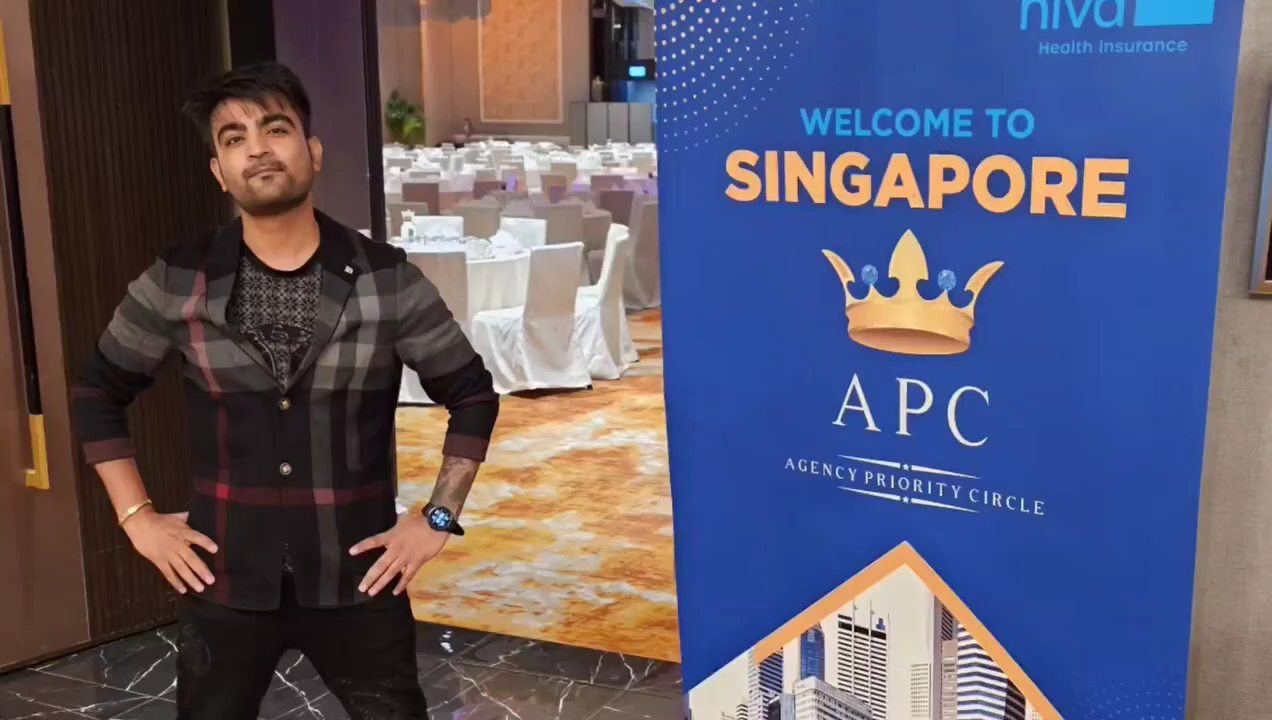 niva
Health Insurance
WELCOME TO
SINGAPORE
APC
AGENCY PRIORITY CIRCLE